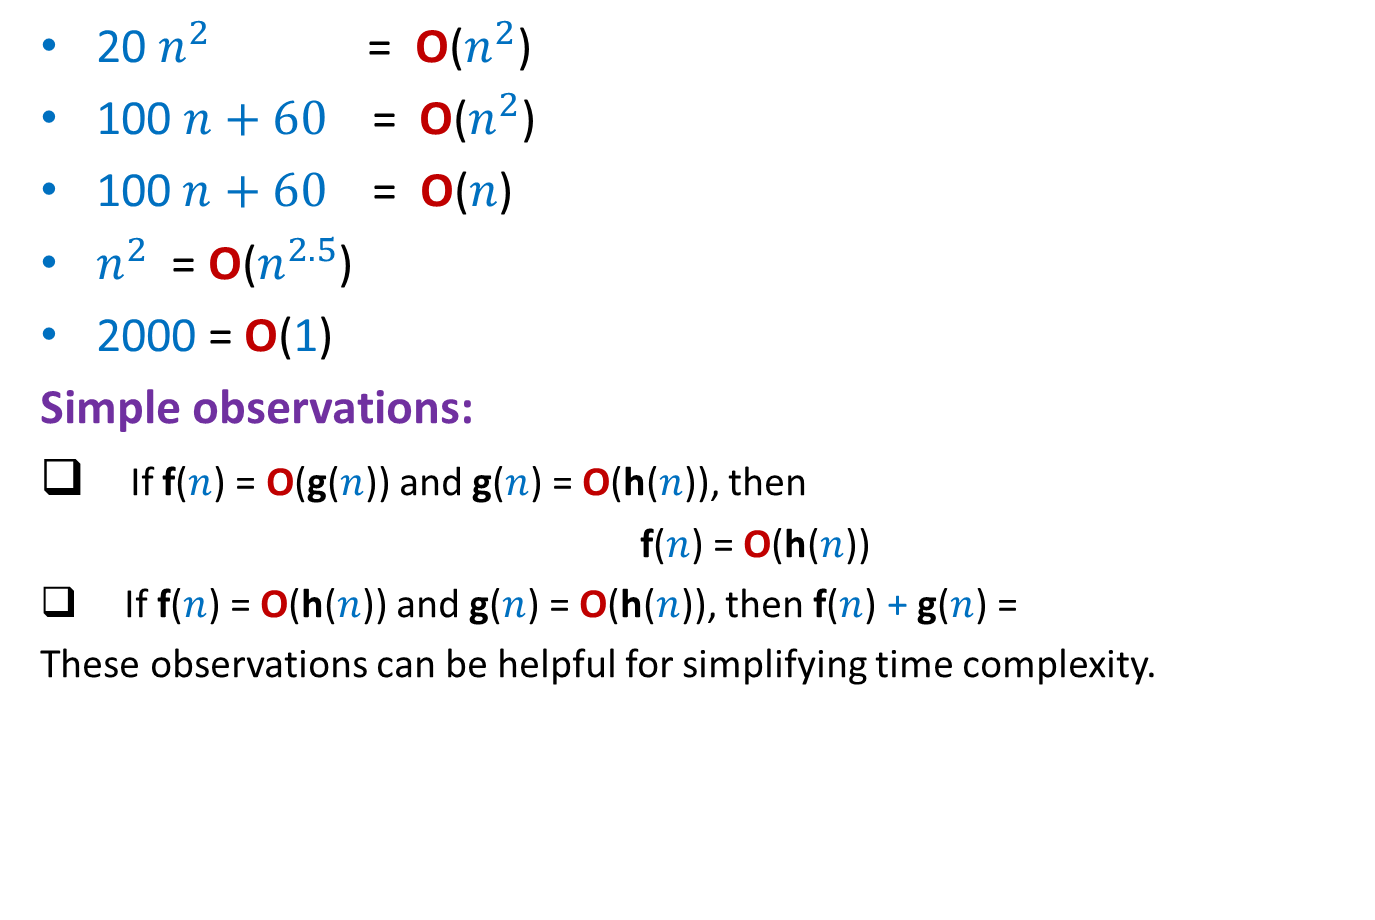 • 20 n² = O(n²)
• 100 n + 60 = O(n²)
• 100 n + 60 = O(n)
• n² = O(n²·⁵)
• 2000 = O(1)
Simple observations:
❑ If f(n) = O(g(n)) and g(n) = O(h(n)), then
f(n) = O(h(n))
❑ If f(n) = O(h(n)) and g(n) = O(h(n)), then f(n) + g(n) =
These observations can be helpful for simplifying time complexity.